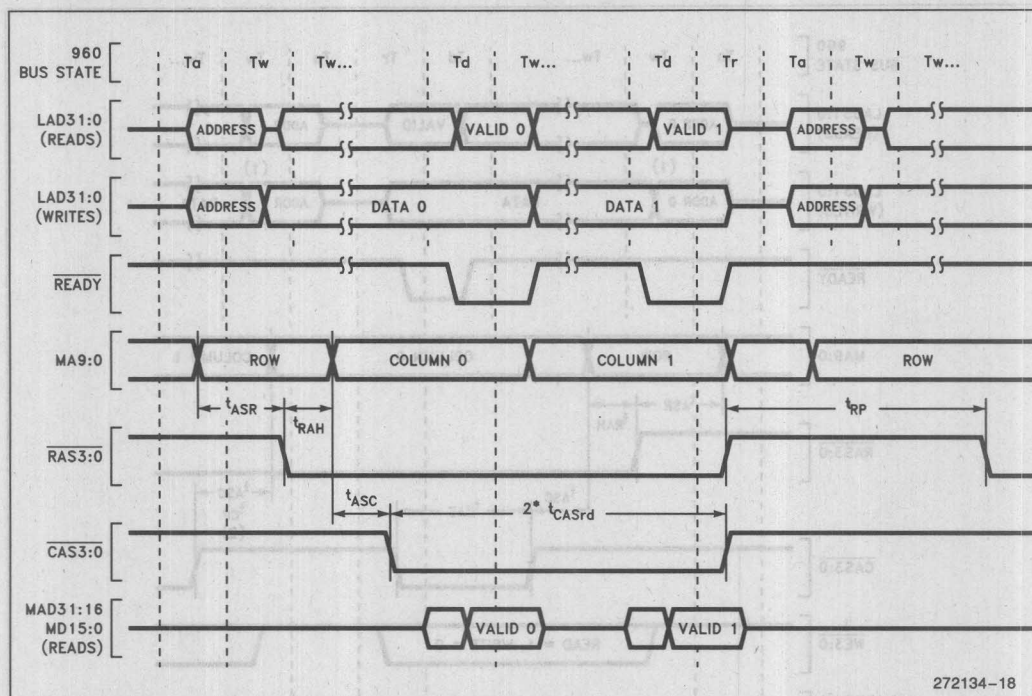 960
BUS STATE
Ta Tw Tw... Td Tw... Td Tr Ta Tw Tw...
LAD31:0
(READS)
ADDRESS VALID 0 VALID 1 ADDRESS
LAD31:0
(WRITES)
ADDRESS DATA 0 DATA 1 ADDRESS
READY
MA9:0
ROW COLUMN 0 COLUMN 1 ROW
tASR tRAH tRP
RAS3:0
tASC 2* tCASrd
CAS3:0
MAD31:16
MD15:0
(READS)
VALID 0 VALID 1
272134-18